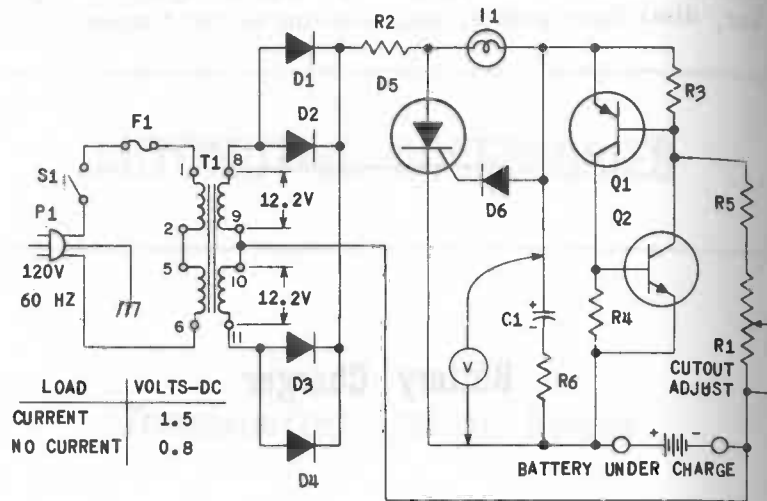 R2
I1
D1
D5
R3
D2
F1
T1
1
8
S1
12.2V
D6
Q1
P1
2
9
Q2
R5
5
10
120V
60 HZ
12.2V
C1
+
-
R4
R1
6
11
V
CUTOUT
ADJUST
D3
R6
LOAD VOLTS-DC
CURRENT 1.5
NO CURRENT 0.8
+ -
D4
BATTERY UNDER CHARGE